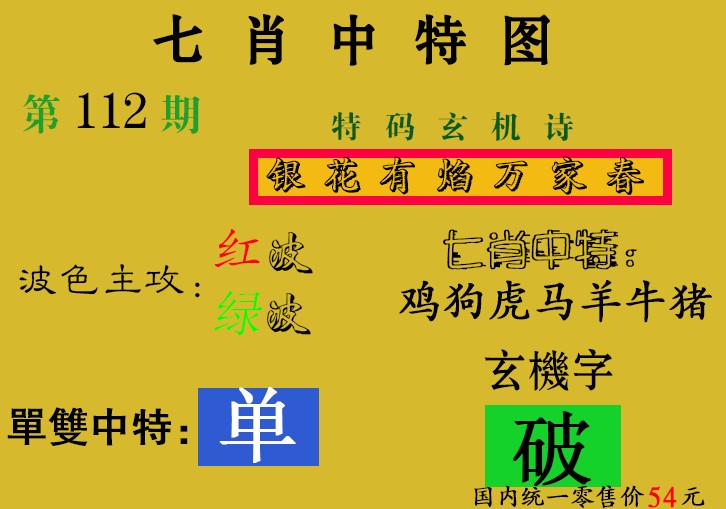 七肖中特图
第112期
特码玄机诗
银花有焰万家春
波色主攻：
红波
绿波
七肖中特：
鸡狗虎马羊牛猪
玄機字
單雙中特：
单
破
国内统一零售价54元